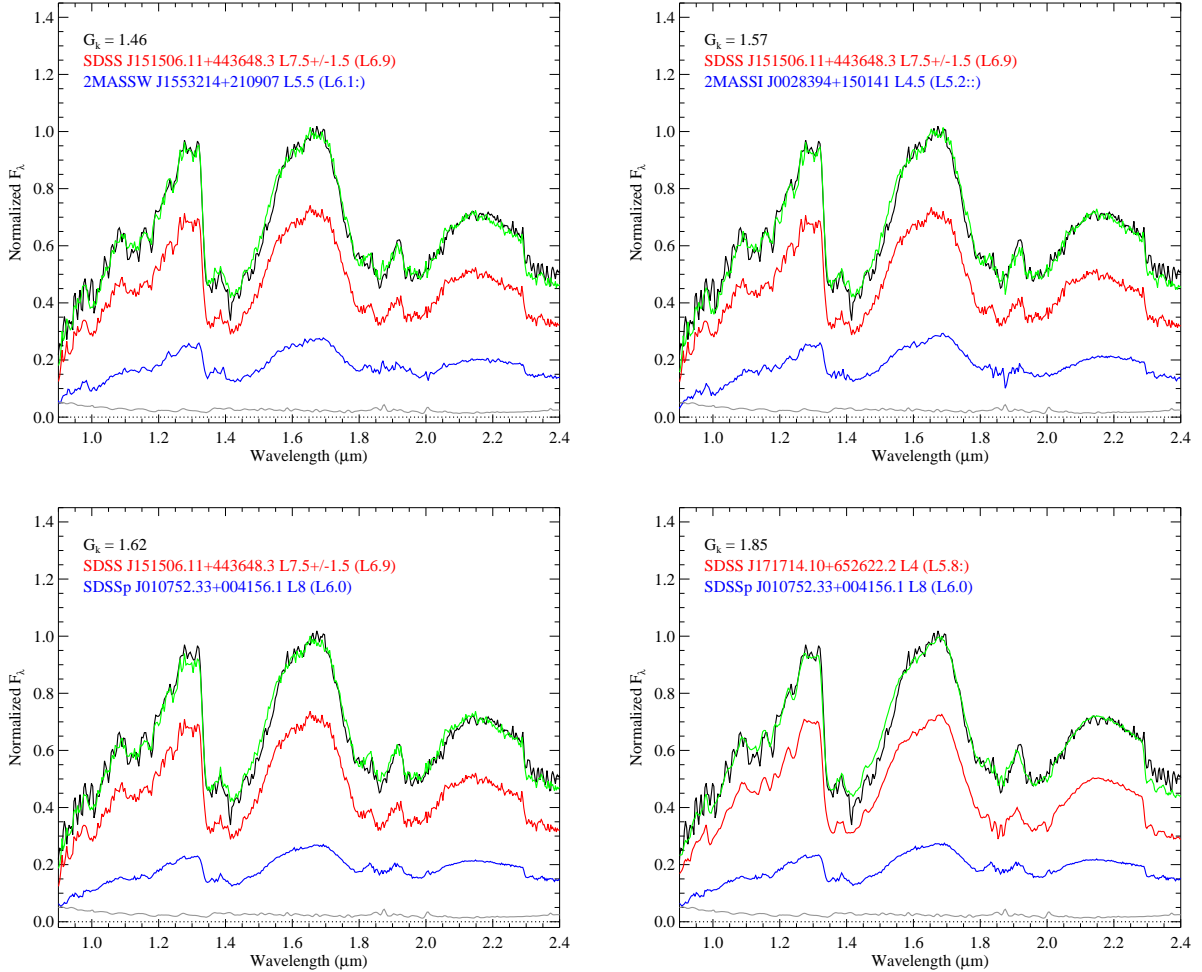 1.4
G_k = 1.46
SDSS J151506.11+443648.3 L7.5+/-1.5 (L6.9)
2MASSW J1553214+210907 L5.5 (L6.1:)
1.2
1.0
0.8
0.6
0.4
0.2
0.0
Normalized F_λ
1.0 1.2 1.4 1.6 1.8 2.0 2.2 2.4
Wavelength (μm)
1.4
G_k = 1.57
SDSS J151506.11+443648.3 L7.5+/-1.5 (L6.9)
2MASSI J0028394+150141 L4.5 (L5.2::)
1.2
1.0
0.8
0.6
0.4
0.2
0.0
Normalized F_λ
1.0 1.2 1.4 1.6 1.8 2.0 2.2 2.4
Wavelength (μm)
1.4
G_k = 1.62
SDSS J151506.11+443648.3 L7.5+/-1.5 (L6.9)
SDSSp J010752.33+004156.1 L8 (L6.0)
1.2
1.0
0.8
0.6
0.4
0.2
0.0
Normalized F_λ
1.0 1.2 1.4 1.6 1.8 2.0 2.2 2.4
Wavelength (μm)
1.4
G_k = 1.85
SDSS J171714.10+652622.2 L4 (L5.8:)
SDSSp J010752.33+004156.1 L8 (L6.0)
1.2
1.0
0.8
0.6
0.4
0.2
0.0
Normalized F_λ
1.0 1.2 1.4 1.6 1.8 2.0 2.2 2.4
Wavelength (μm)